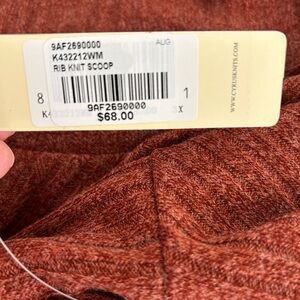 9AF2690000 AUG
K432212WM
RIB KNIT SCOOP
8 1
9AF2690000
X
$68.00
WWW.CYRUSKNITS.COM